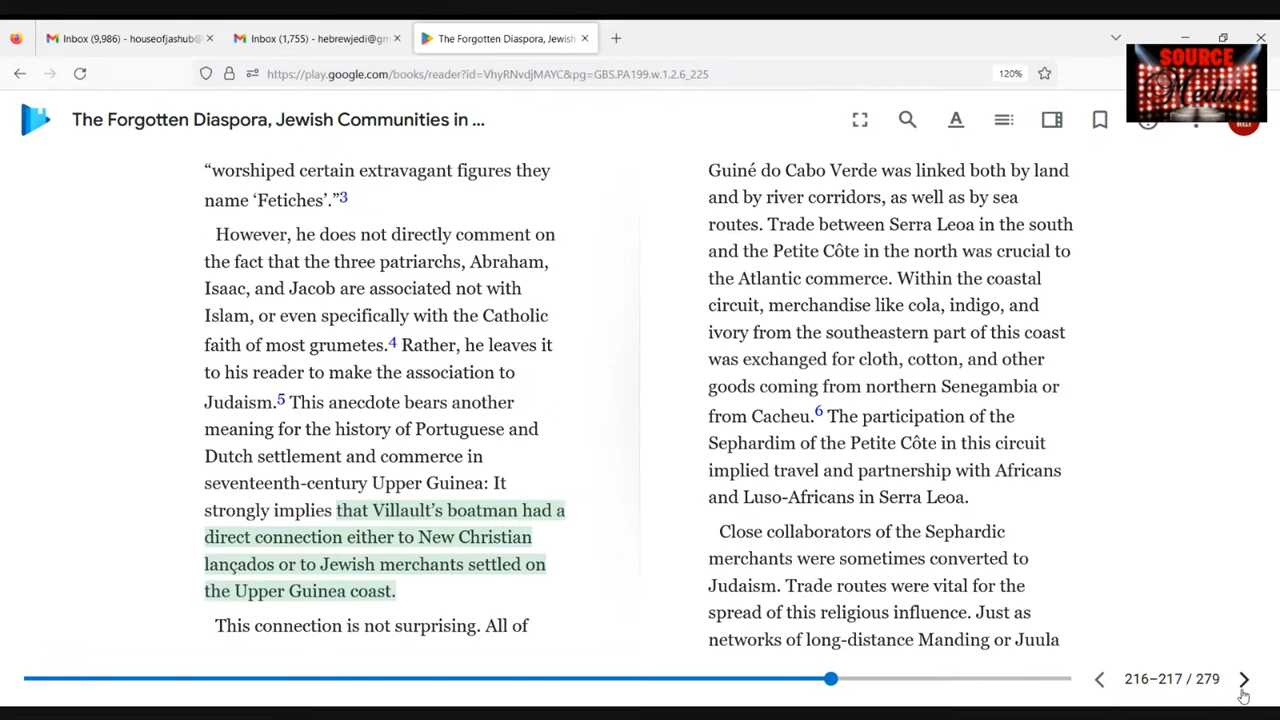 Inbox (9,986) - houseofjashub@
Inbox (1,755) - hebrewjedi@gm
The Forgotten Diaspora, Jewish
https://play.google.com/books/reader?id=VhyRNvdjMAYC&pg=GBS.PA199.w.1.2.6_225
120%
SOURCE
Media
The Forgotten Diaspora, Jewish Communities in ...
“worshiped certain extravagant figures they
name ‘Fetiches’.”3
However, he does not directly comment on
the fact that the three patriarchs, Abraham,
Isaac, and Jacob are associated not with
Islam, or even specifically with the Catholic
faith of most grumetes.4 Rather, he leaves it
to his reader to make the association to
Judaism.5 This anecdote bears another
meaning for the history of Portuguese and
Dutch settlement and commerce in
seventeenth-century Upper Guinea: It
strongly implies that Villault’s boatman had a
direct connection either to New Christian
lançados or to Jewish merchants settled on
the Upper Guinea coast.
This connection is not surprising. All of
Guiné do Cabo Verde was linked both by land
and by river corridors, as well as by sea
routes. Trade between Serra Leoa in the south
and the Petite Côte in the north was crucial to
the Atlantic commerce. Within the coastal
circuit, merchandise like cola, indigo, and
ivory from the southeastern part of this coast
was exchanged for cloth, cotton, and other
goods coming from northern Senegambia or
from Cacheu.6 The participation of the
Sephardim of the Petite Côte in this circuit
implied travel and partnership with Africans
and Luso-Africans in Serra Leoa.
Close collaborators of the Sephardic
merchants were sometimes converted to
Judaism. Trade routes were vital for the
spread of this religious influence. Just as
networks of long-distance Manding or Juula
216–217 / 279